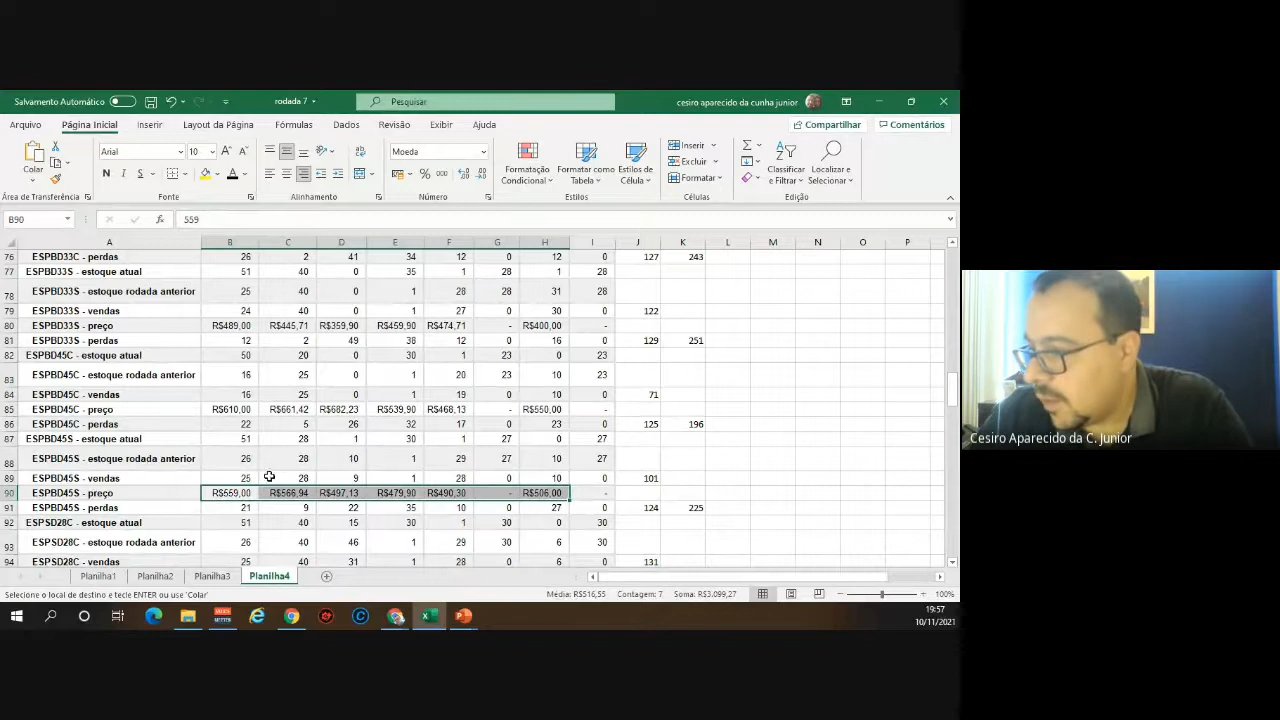 Salvamento Automático
rodada 7
Pesquisar
cesiro aparecido da cunha junior
Arquivo Página Inicial Inserir Layout da Página Fórmulas Dados Revisão Exibir Ajuda
Compartilhar Comentários
Colar
Arial 10
N I S
Moeda
% 000
Formatação Condicional
Formatar como Tabela
Estilos de Célula
Inserir
Excluir
Formatar
Classificar e Filtrar
Localizar e Selecionar
Área de Transferência Fonte Alinhamento Número Estilos Células Edição
B90 fx 559
A B C D E F G H I J K L M N O P
76 ESPBD33C - perdas 26 2 41 34 12 0 12 0 127 243
77 ESPBD33S - estoque atual 51 40 0 35 1 28 1 28
78 ESPBD33S - estoque rodada anterior 25 40 0 1 28 28 31 28
79 ESPBD33S - vendas 24 40 0 1 27 0 30 0 122
80 ESPBD33S - preço R$489,00 R$445,71 R$359,90 R$459,90 R$474,71 - R$400,00 -
81 ESPBD33S - perdas 12 2 49 38 12 0 16 0 129 251
82 ESPBD45C - estoque atual 50 20 0 30 1 23 0 23
83 ESPBD45C - estoque rodada anterior 16 25 0 1 20 23 10 23
84 ESPBD45C - vendas 16 25 0 1 19 0 10 0 71
85 ESPBD45C - preço R$610,00 R$661,42 R$682,23 R$539,90 R$468,13 - R$550,00 -
86 ESPBD45C - perdas 22 5 26 32 17 0 23 0 125 196
87 ESPBD45S - estoque atual 51 28 1 30 1 27 0 27
88 ESPBD45S - estoque rodada anterior 26 28 10 1 29 27 10 27
89 ESPBD45S - vendas 25 28 9 1 28 0 10 0 101
90 ESPBD45S - preço R$559,00 R$566,94 R$497,13 R$479,90 R$490,30 - R$506,00 -
91 ESPBD45S - perdas 21 9 22 35 10 0 27 0 124 225
92 ESPSD28C - estoque atual 51 40 15 30 1 30 0 30
93 ESPSD28C - estoque rodada anterior 26 40 46 1 29 30 6 30
94 ESPSD28C - vendas 25 40 31 1 28 0 6 0 131
Planilha1 Planilha2 Planilha3 Planilha4
Selecione o local de destino e tecle ENTER ou use 'Colar' Média: R$516,55 Contagem: 7 Soma: R$3.099,27 100%
19:57
10/11/2021
Cesiro Aparecido da C. Junior